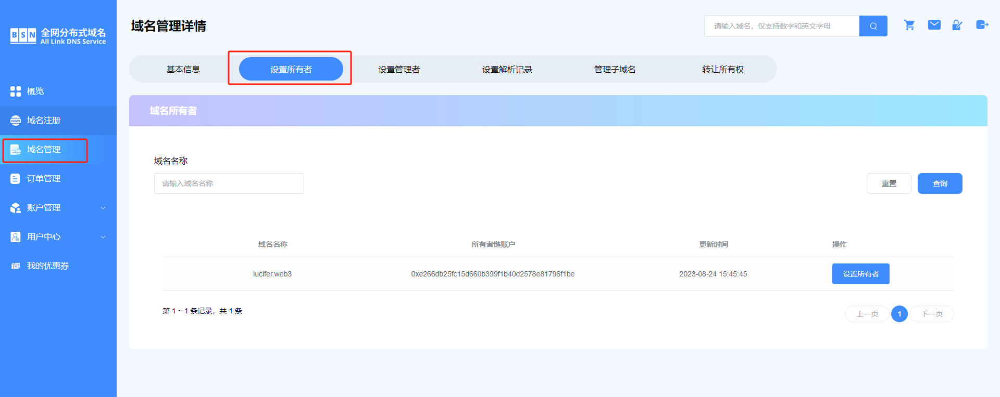 BSN 全网分布式域名
All Link DNS Service
概览
www 域名注册
域名管理
订单管理
账户管理
用户中心
我的优惠券
域名管理详情
请输入域名，仅支持数字和英文字母
基本信息 设置所有者 设置管理者 设置解析记录 管理子域名 转让所有权
域名所有者
域名名称
请输入域名名称 重置 查询
域名名称 所有者链账户 更新时间 操作
lucifer.web3 0xe266db25fc15d660b399f1b40d2578e81796f1be 2023-08-24 15:45:45 设置所有者
第 1 ~ 1 条记录，共 1 条 上一页 1 下一页